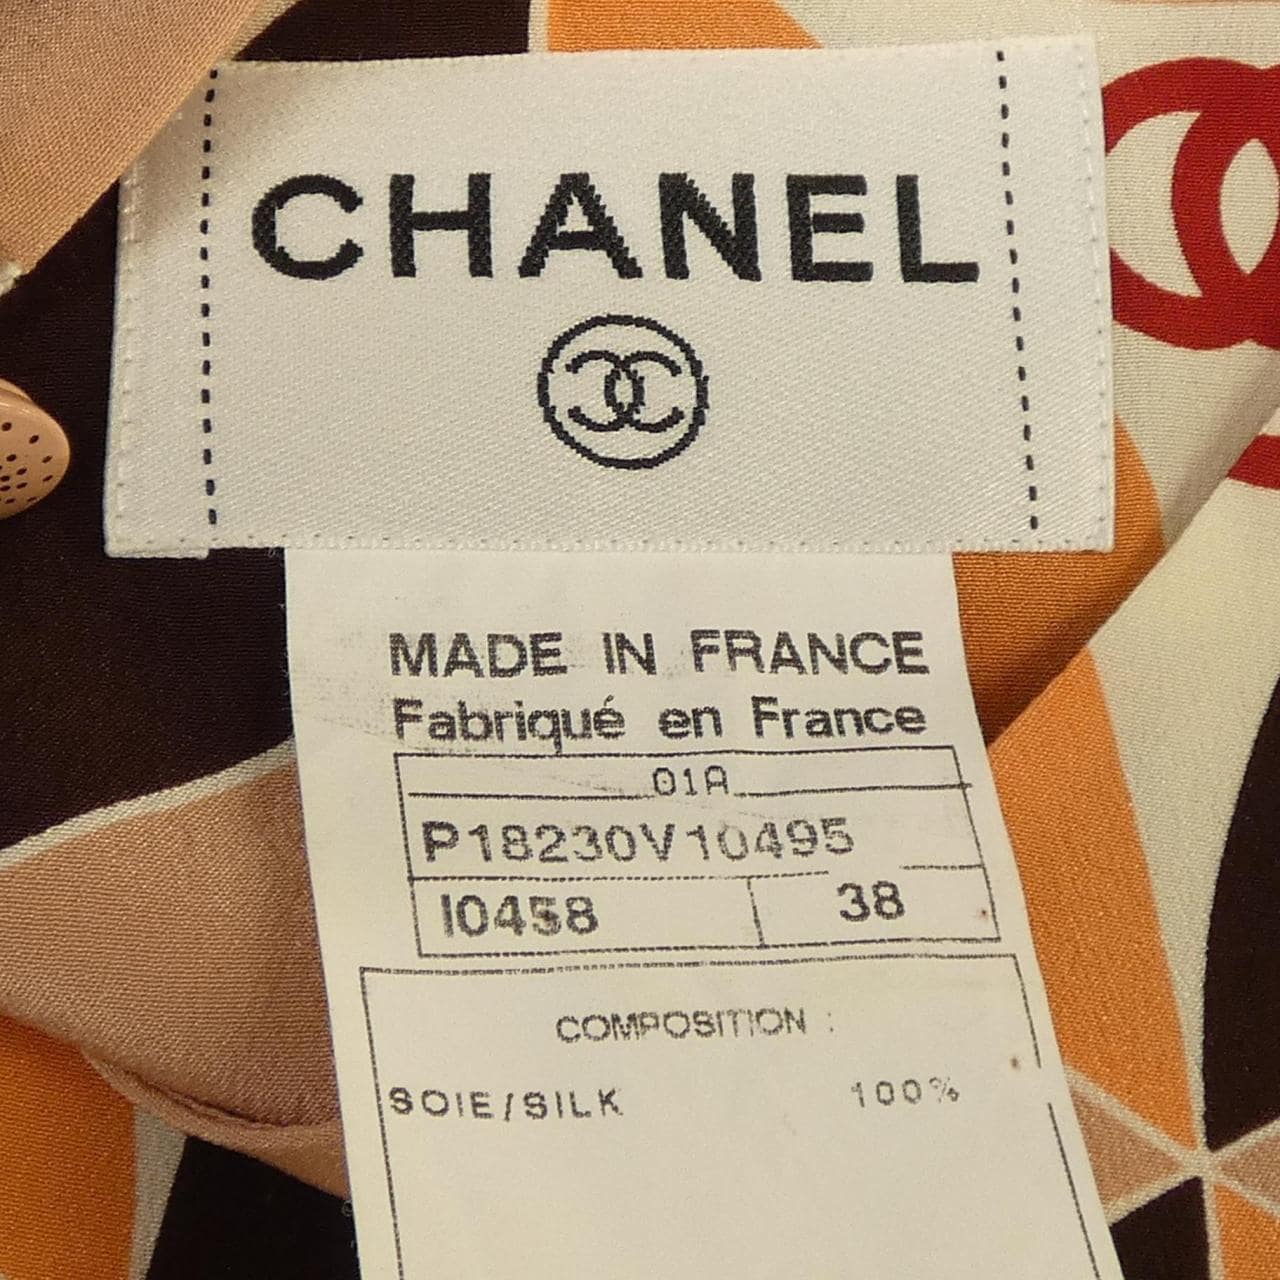 CHANEL
MADE IN FRANCE
Fabriqué en France
01A
P18230V10495
I0458 38
COMPOSITION :
SOIE/SILK 100%